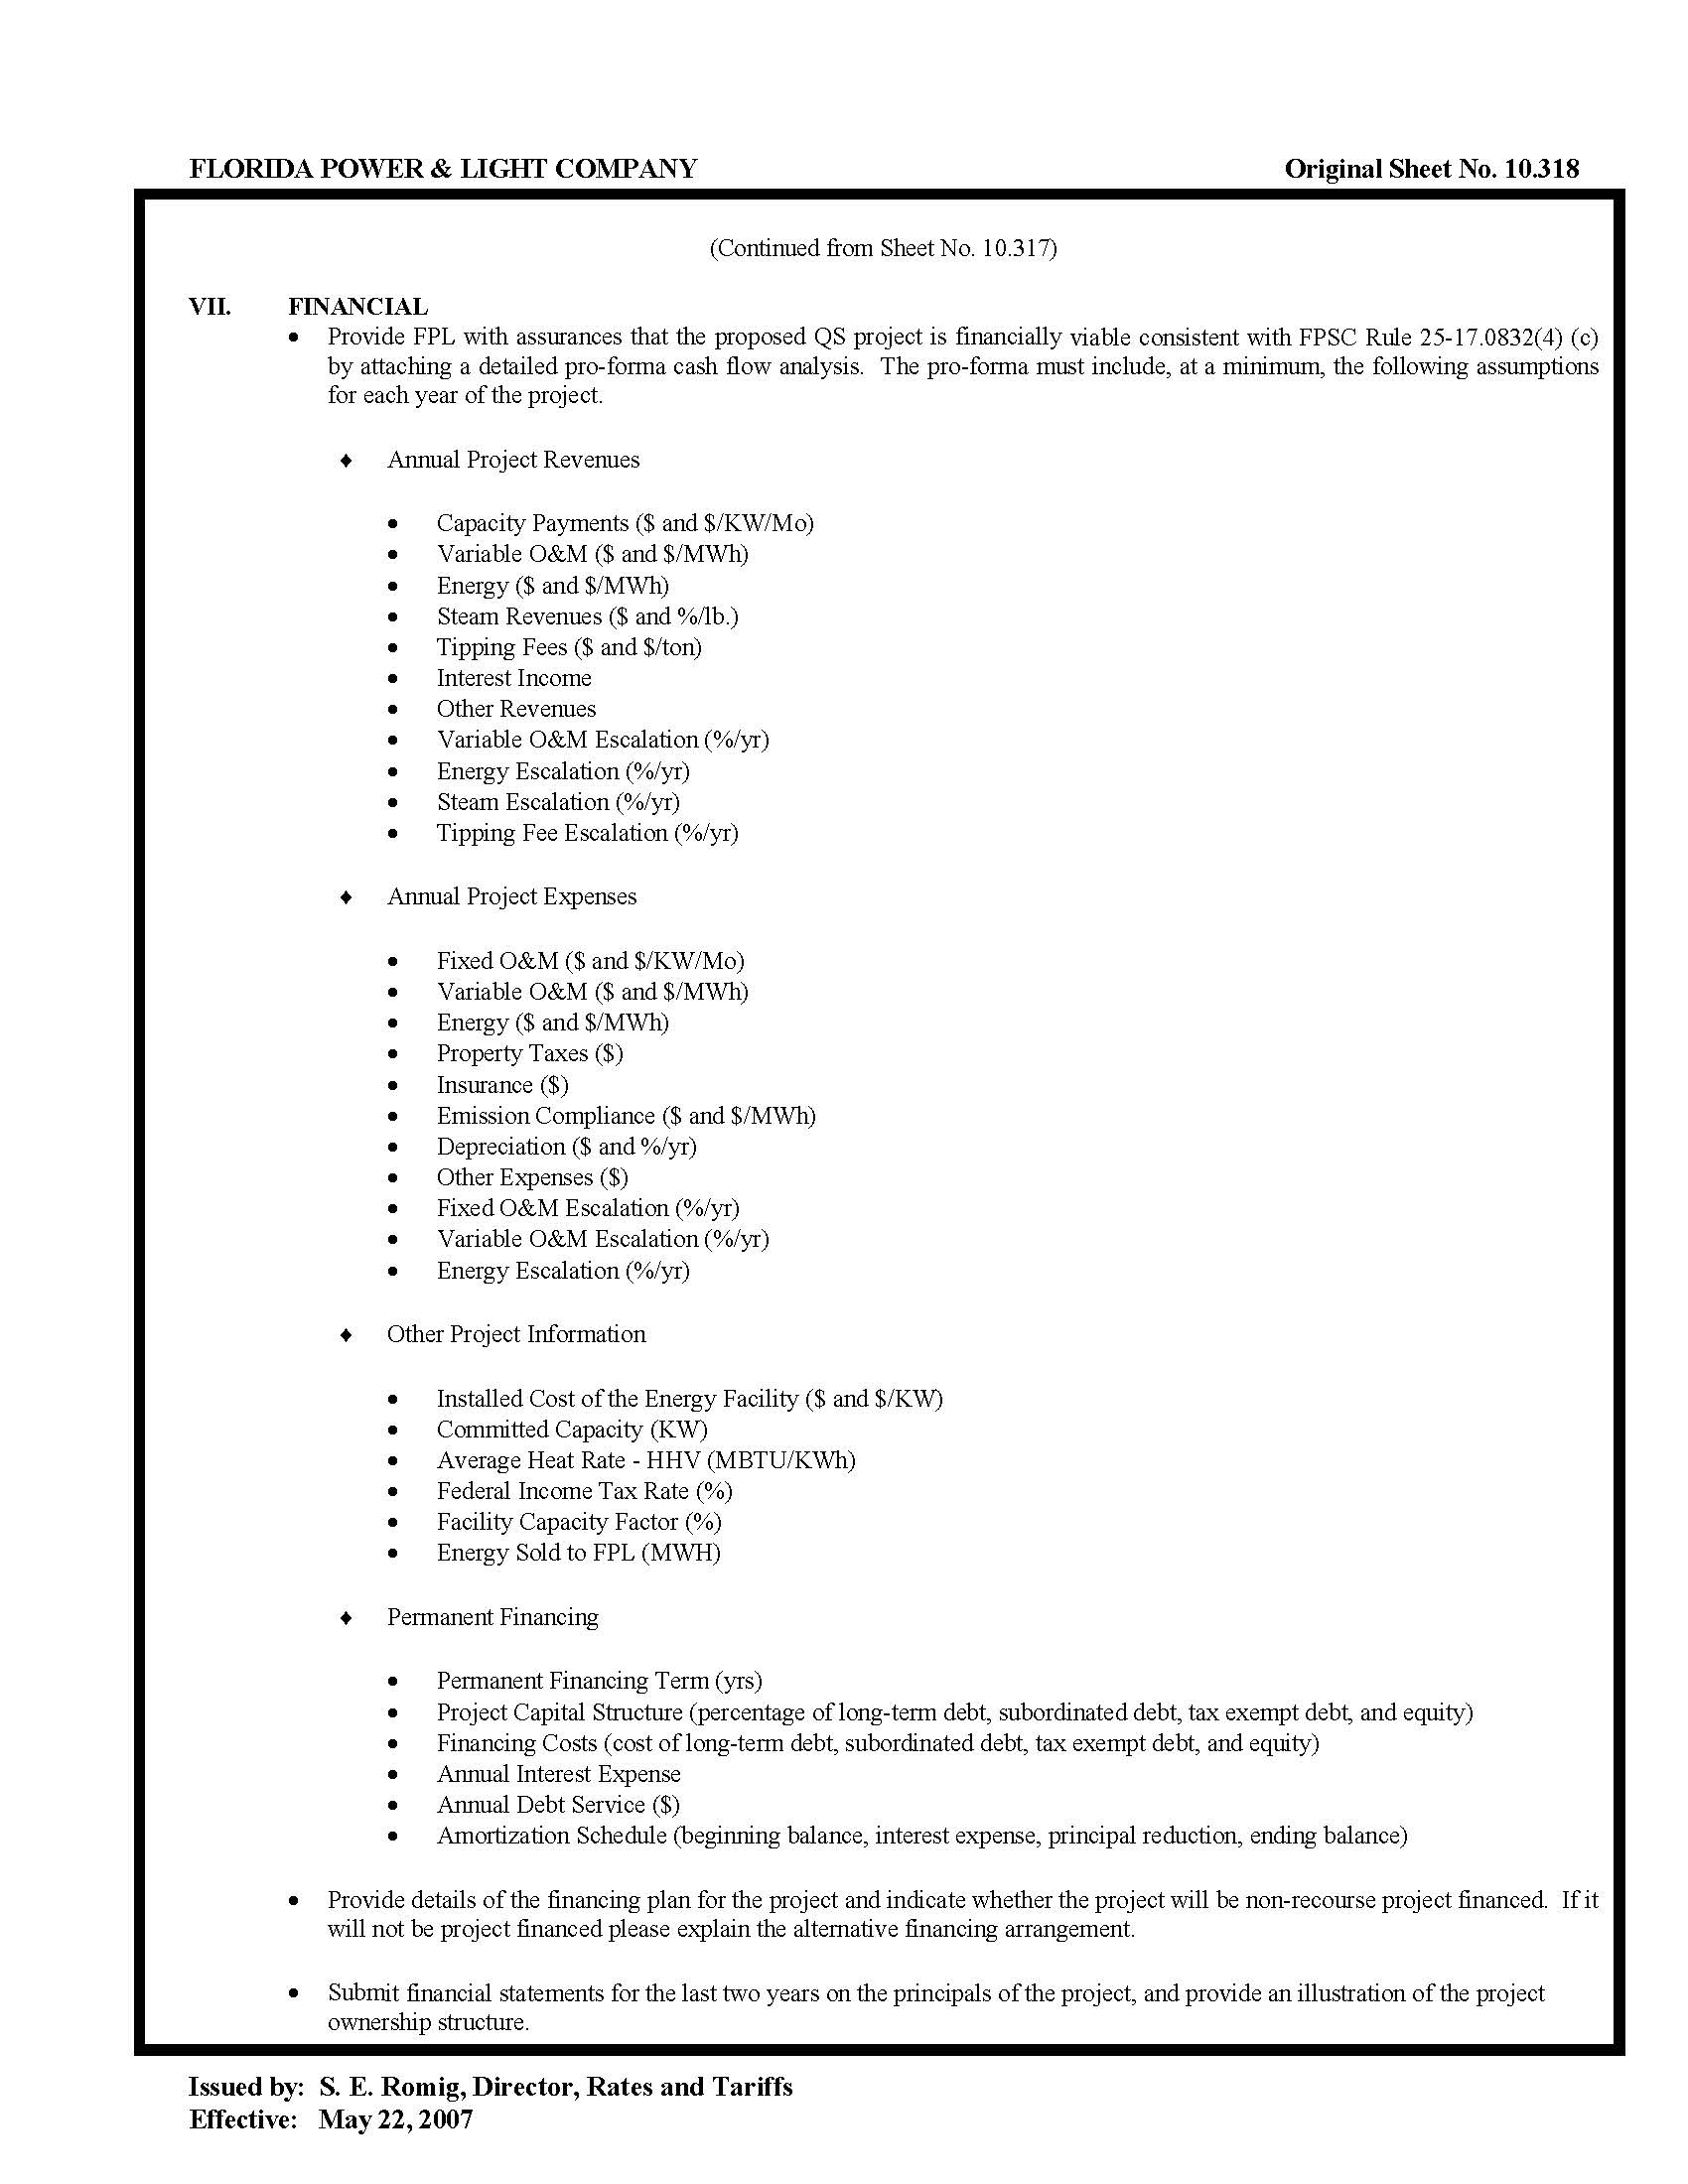 FLORIDA POWER & LIGHT COMPANY Original Sheet No. 10.318
(Continued from Sheet No. 10.317)
VII. FINANCIAL
• Provide FPL with assurances that the proposed QS project is financially viable consistent with FPSC Rule 25-17.0832(4) (c)
by attaching a detailed pro-forma cash flow analysis. The pro-forma must include, at a minimum, the following assumptions
for each year of the project.
♦ Annual Project Revenues
• Capacity Payments ($ and $/KW/Mo)
• Variable O&M ($ and $/MWh)
• Energy ($ and $/MWh)
• Steam Revenues ($ and %/lb.)
• Tipping Fees ($ and $/ton)
• Interest Income
• Other Revenues
• Variable O&M Escalation (%/yr)
• Energy Escalation (%/yr)
• Steam Escalation (%/yr)
• Tipping Fee Escalation (%/yr)
♦ Annual Project Expenses
• Fixed O&M ($ and $/KW/Mo)
• Variable O&M ($ and $/MWh)
• Energy ($ and $/MWh)
• Property Taxes ($)
• Insurance ($)
• Emission Compliance ($ and $/MWh)
• Depreciation ($ and %/yr)
• Other Expenses ($)
• Fixed O&M Escalation (%/yr)
• Variable O&M Escalation (%/yr)
• Energy Escalation (%/yr)
♦ Other Project Information
• Installed Cost of the Energy Facility ($ and $/KW)
• Committed Capacity (KW)
• Average Heat Rate - HHV (MBTU/KWh)
• Federal Income Tax Rate (%)
• Facility Capacity Factor (%)
• Energy Sold to FPL (MWH)
♦ Permanent Financing
• Permanent Financing Term (yrs)
• Project Capital Structure (percentage of long-term debt, subordinated debt, tax exempt debt, and equity)
• Financing Costs (cost of long-term debt, subordinated debt, tax exempt debt, and equity)
• Annual Interest Expense
• Annual Debt Service ($)
• Amortization Schedule (beginning balance, interest expense, principal reduction, ending balance)
• Provide details of the financing plan for the project and indicate whether the project will be non-recourse project financed. If it
will not be project financed please explain the alternative financing arrangement.
• Submit financial statements for the last two years on the principals of the project, and provide an illustration of the project
ownership structure.
Issued by: S. E. Romig, Director, Rates and Tariffs
Effective: May 22, 2007